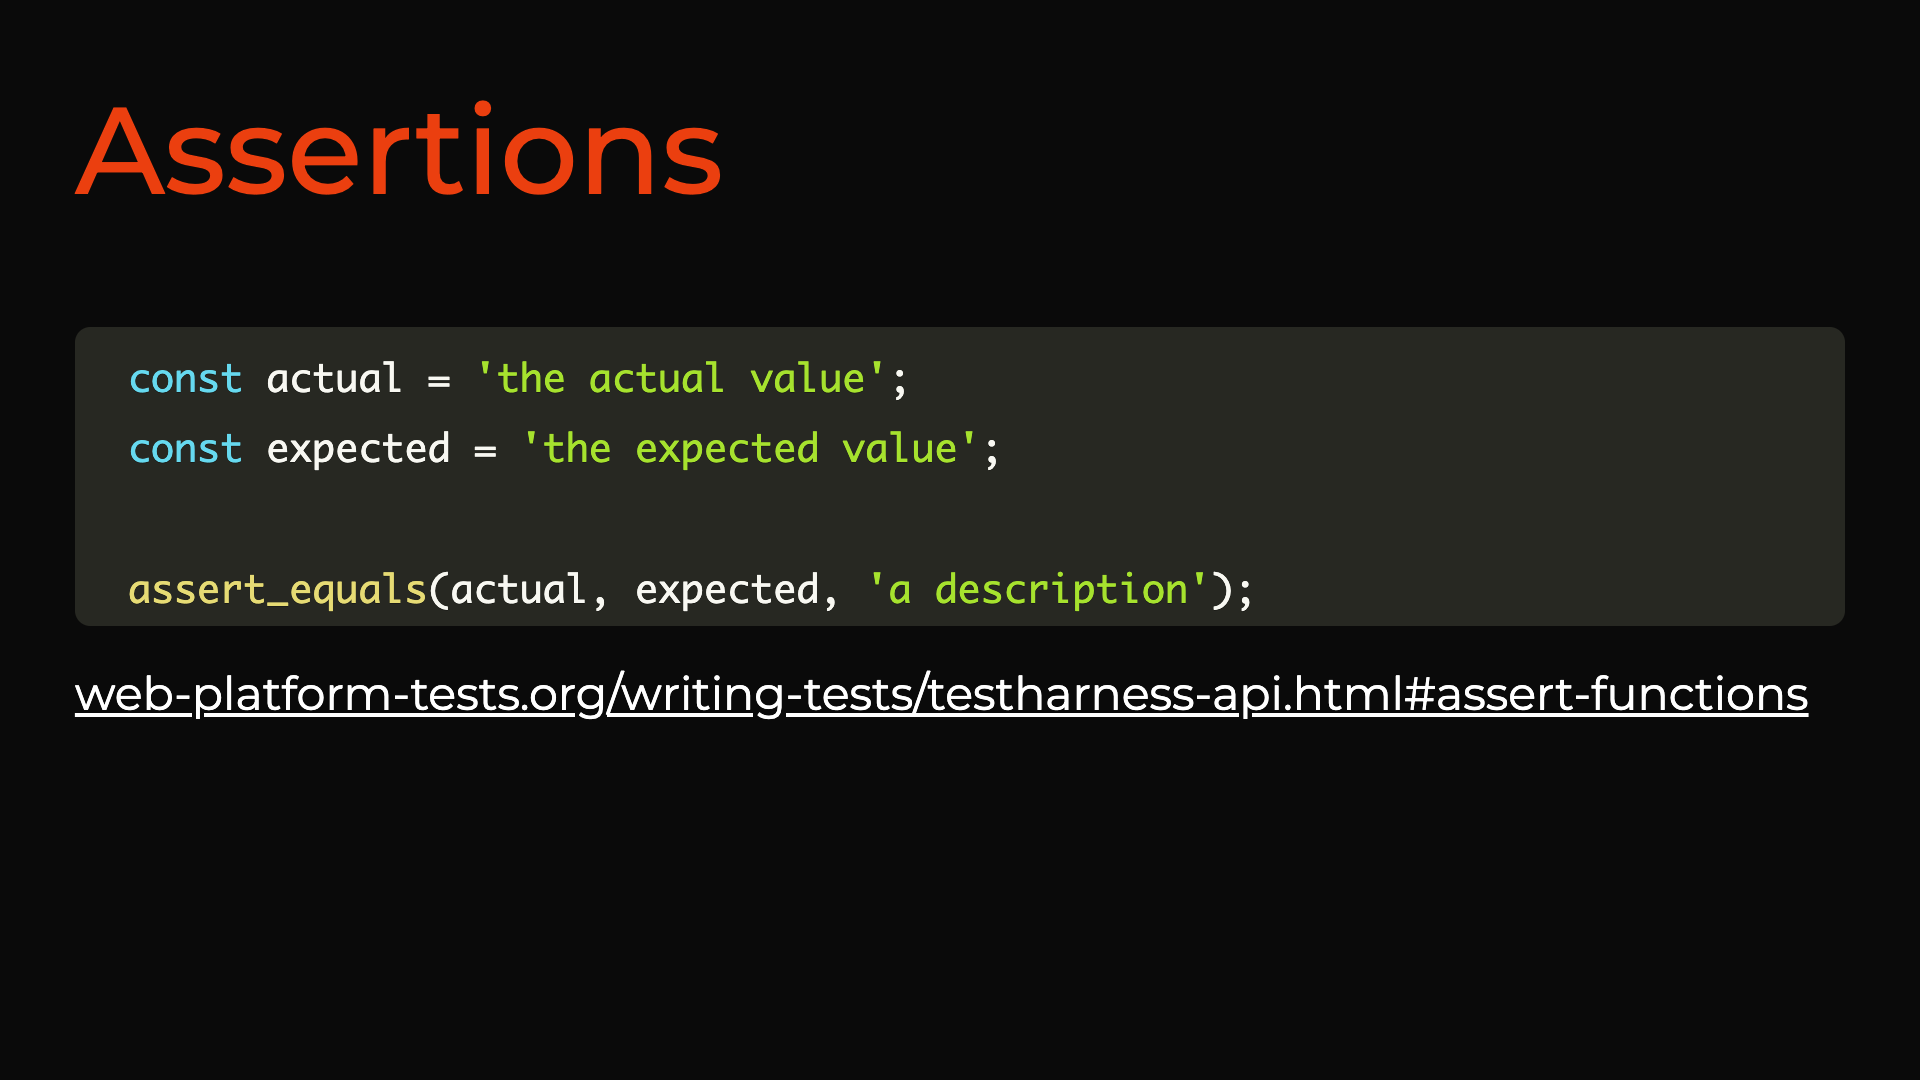 Assertions
const actual = 'the actual value';
const expected = 'the expected value';
assert_equals(actual, expected, 'a description');
web-platform-tests.org/writing-tests/testharness-api.html#assert-functions